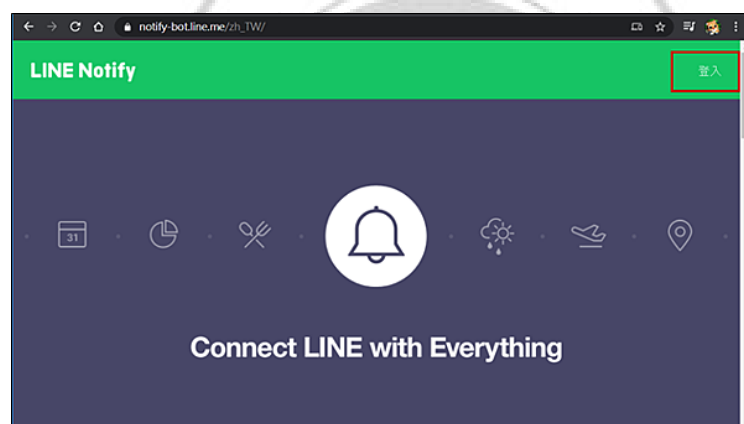 notify-bot.line.me/zh_TW/
LINE Notify
登入
31
Connect LINE with Everything